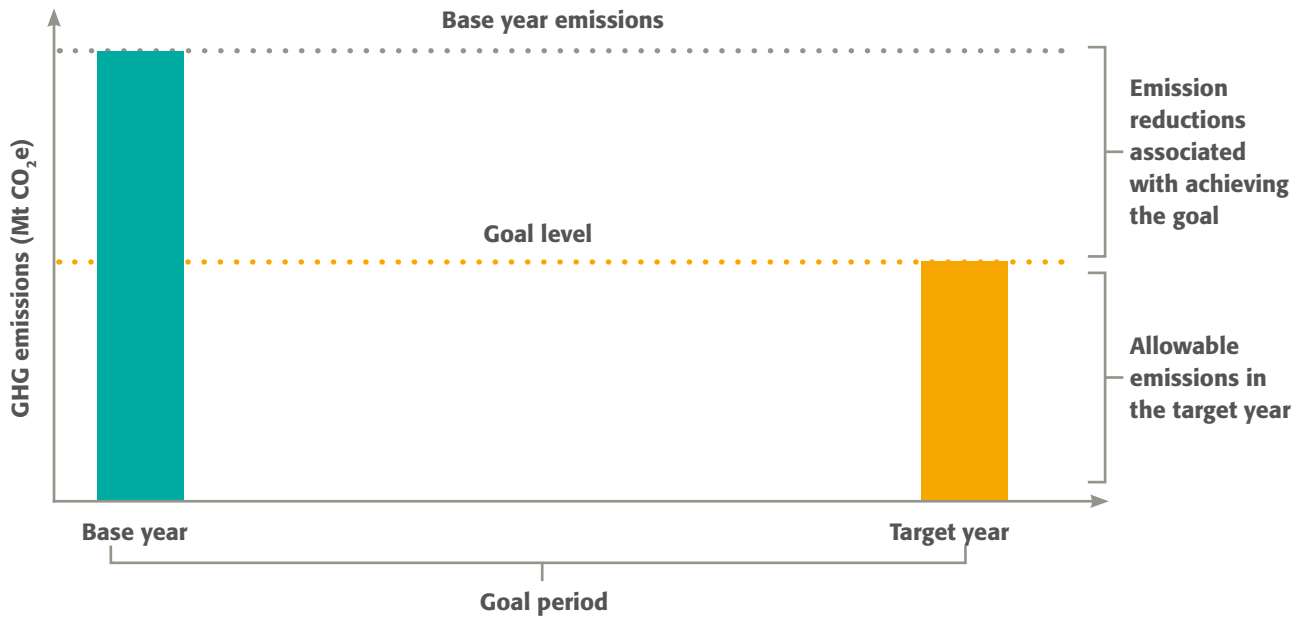 Base year emissions
Emission
reductions
associated
with achieving
the goal
GHG emissions (Mt CO₂e)
Goal level
Allowable
emissions in
the target year
Base year
Target year
Goal period